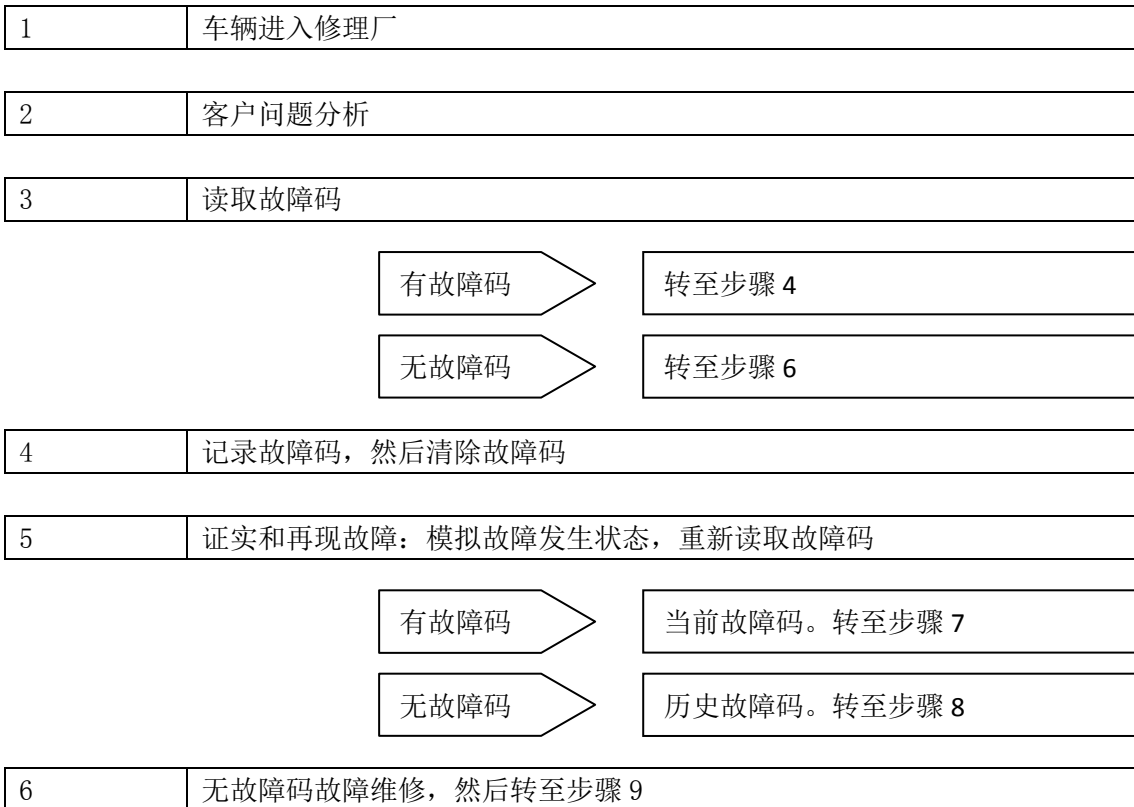 1 车辆进入修理厂
2 客户问题分析
3 读取故障码
有故障码 转至步骤 4
无故障码 转至步骤 6
4 记录故障码，然后清除故障码
5 证实和再现故障：模拟故障发生状态，重新读取故障码
有故障码 当前故障码。转至步骤 7
无故障码 历史故障码。转至步骤 8
6 无故障码故障维修，然后转至步骤 9